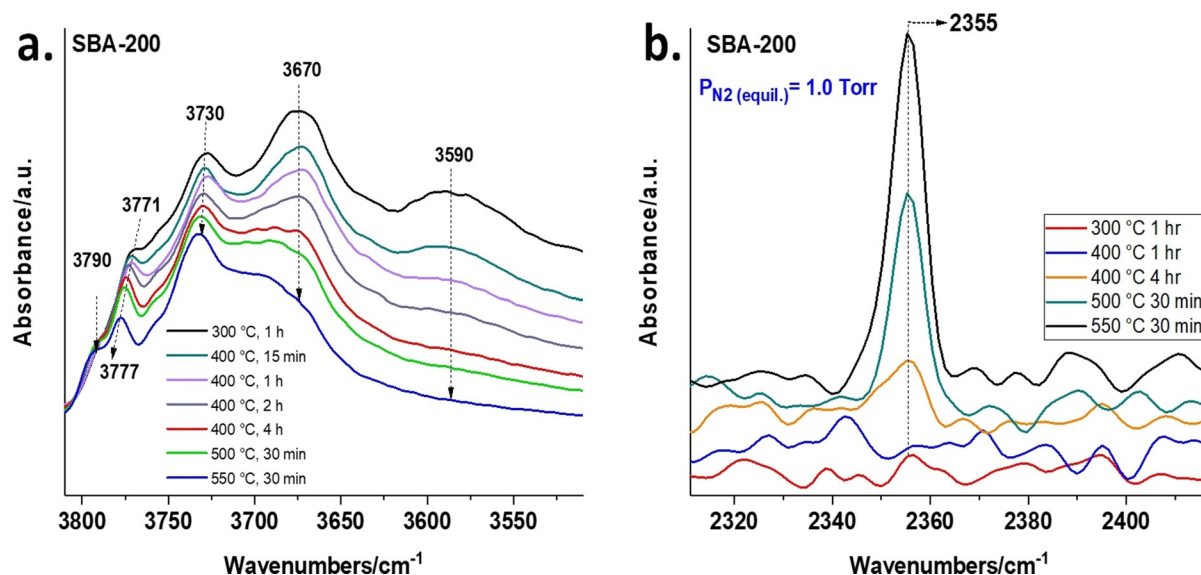 a.
SBA-200
3790
3771
3730
3670
3590
3777
300 °C, 1 h
400 °C, 15 min
400 °C, 1 h
400 °C, 2 h
400 °C, 4 h
500 °C, 30 min
550 °C, 30 min
3800 3750 3700 3650 3600 3550
Wavenumbers/cm-1
Absorbance/a.u.
b.
SBA-200
2355
PN2 (equil.)= 1.0 Torr
300 °C 1 hr
400 °C 1 hr
400 °C 4 hr
500 °C 30 min
550 °C 30 min
2320 2340 2360 2380 2400
Wavenumbers/cm-1
Absorbance/a.u.